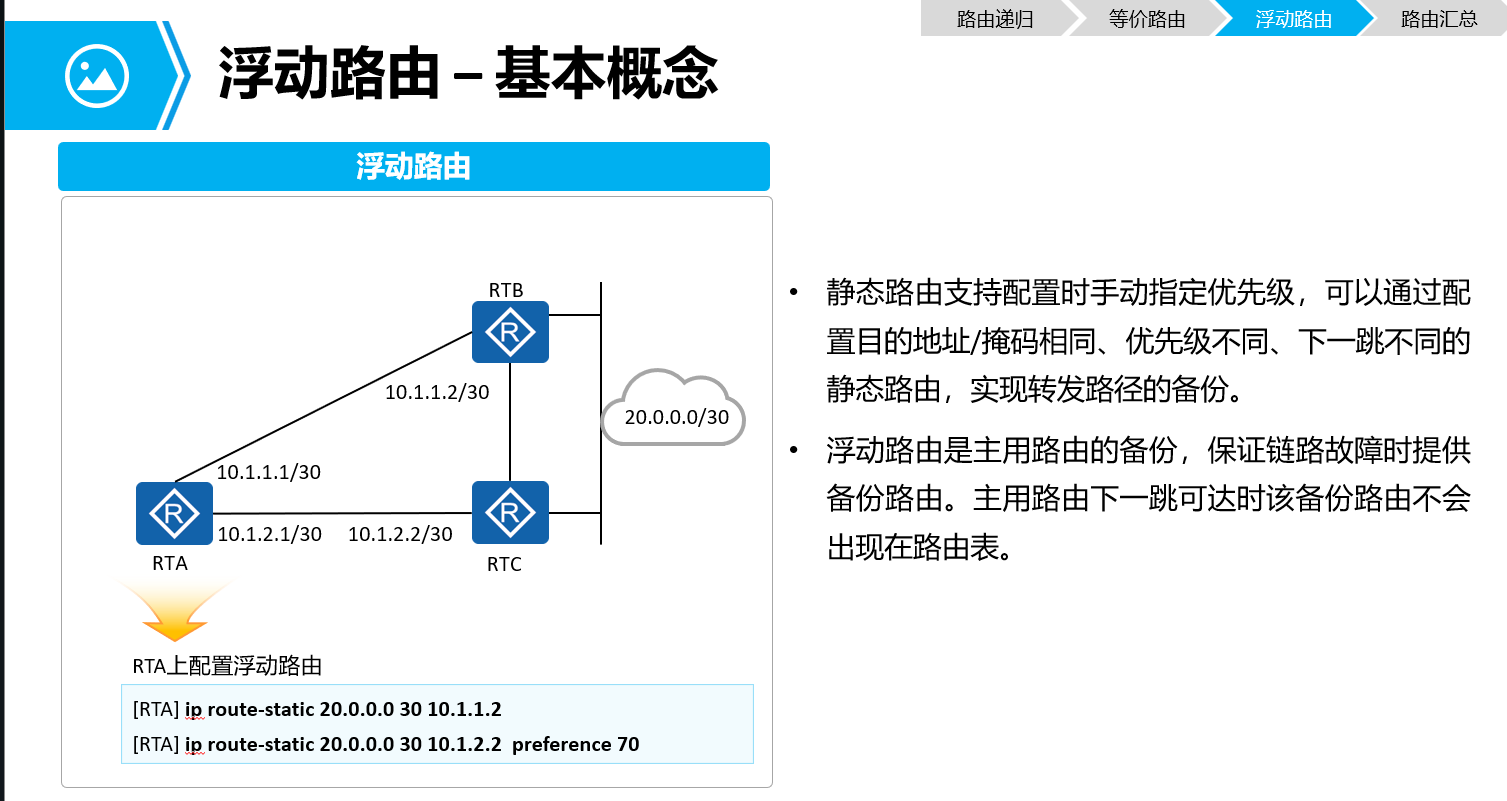 路由递归
等价路由
浮动路由
路由汇总
浮动路由 – 基本概念
浮动路由
RTB
R
10.1.1.2/30
20.0.0.0/30
10.1.1.1/30
R
R
10.1.2.1/30
10.1.2.2/30
RTA
RTC
RTA上配置浮动路由
[RTA] ip route-static 20.0.0.0 30 10.1.1.2
[RTA] ip route-static 20.0.0.0 30 10.1.2.2 preference 70
• 静态路由支持配置时手动指定优先级，可以通过配
置目的地址/掩码相同、优先级不同、下一跳不同的
静态路由，实现转发路径的备份。
• 浮动路由是主用路由的备份，保证链路故障时提供
备份路由。主用路由下一跳可达时该备份路由不会
出现在路由表。